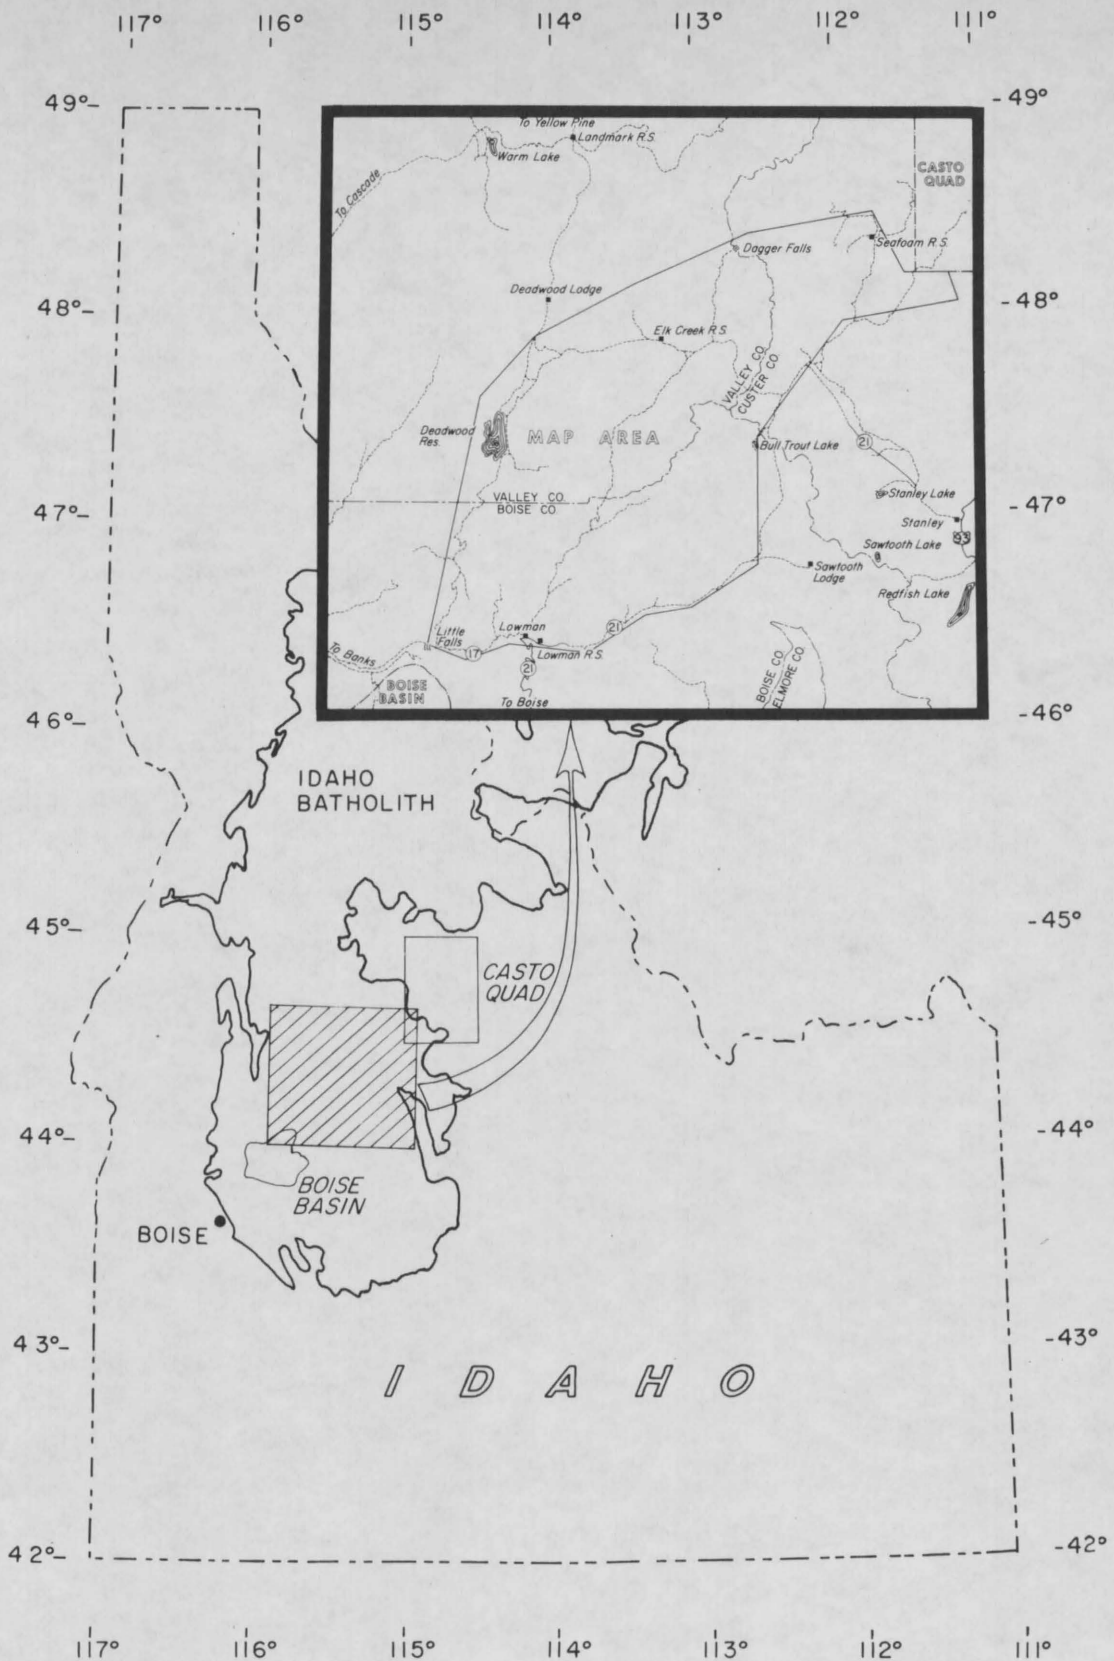 117°
116°
115°
114°
113°
112°
111°
49°
-49°
To Yellow Pine
Landmark R.S.
Warm Lake
To Cascade
CASTO
QUAD
Dagger Falls
Seafoam R.S.
48°
-48°
Deadwood Lodge
Elk Creek R.S.
VALLEY CO.
CUSTER CO.
Deadwood
Res.
MAP AREA
Bull Trout Lake
21
VALLEY CO.
BOISE CO.
Stanley Lake
47°
-47°
Stanley
93
Sawtooth Lake
Sawtooth
Lodge
Redfish Lake
Little
Falls
Lowman
21
To Banks
17
Lowman R.S.
21
BOISE CO.
ELMORE CO.
BOISE
BASIN
To Boise
46°
-46°
IDAHO
BATHOLITH
45°
-45°
CASTO
QUAD
44°
-44°
BOISE
BASIN
BOISE
43°
-43°
IDAHO
42°
-42°
117°
116°
115°
114°
113°
112°
111°